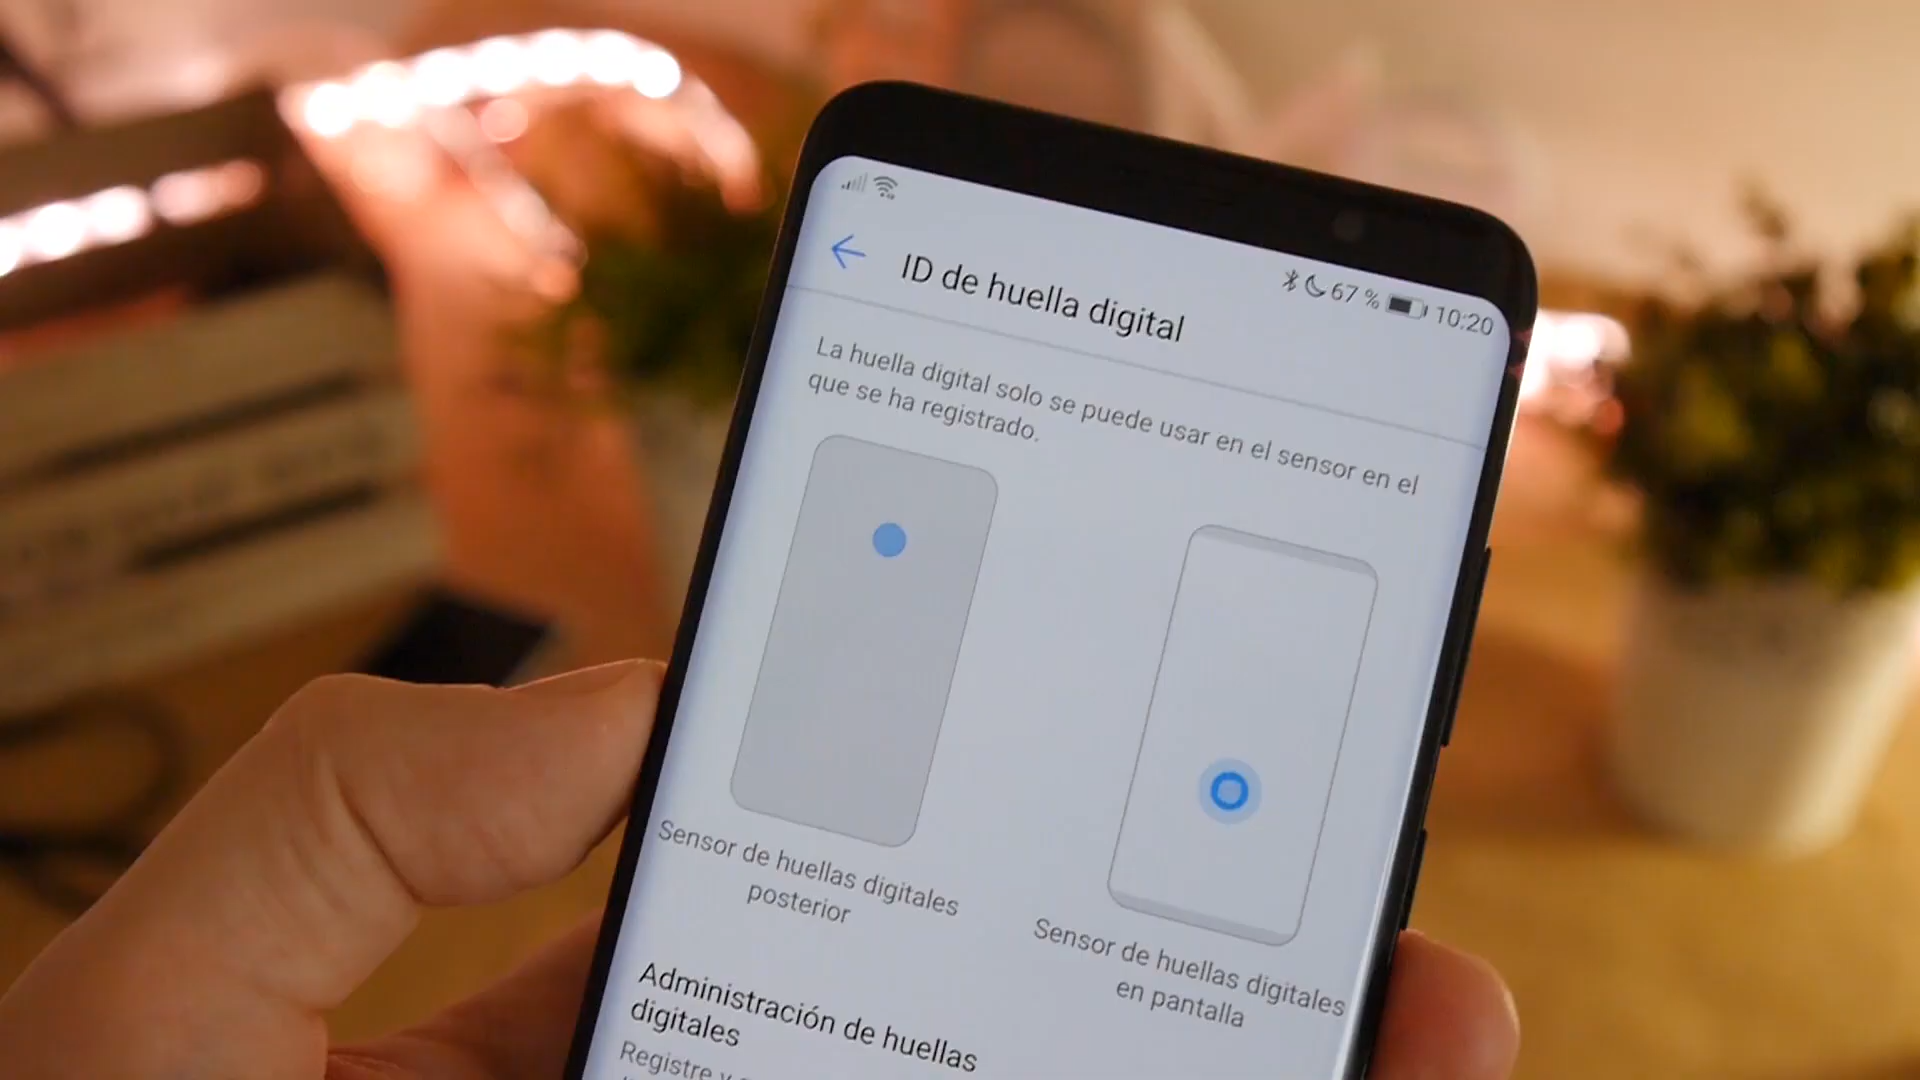 67 % 10:20
ID de huella digital
La huella digital solo se puede usar en el sensor en el
que se ha registrado.
Sensor de huellas digitales
posterior
Sensor de huellas digitales
en pantalla
Administración de huellas
digitales
Registre y